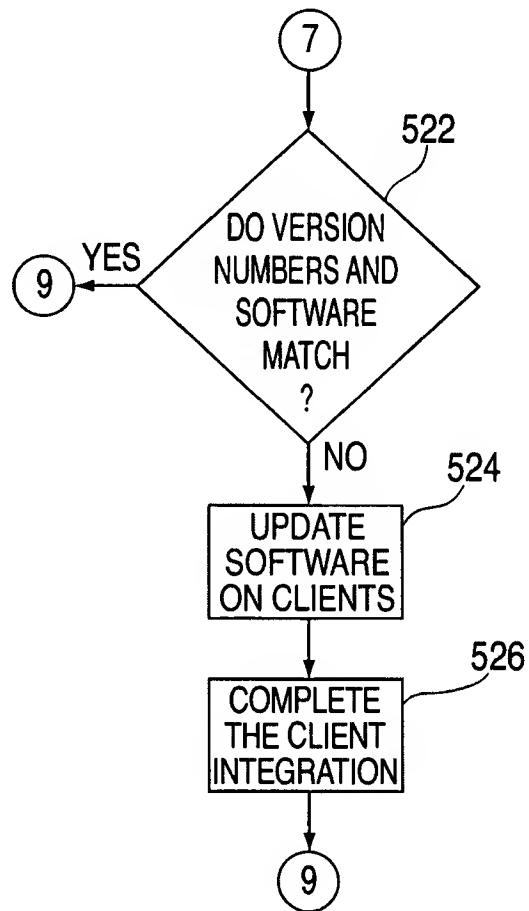 7
522
DO VERSION
NUMBERS AND
SOFTWARE
MATCH
?
YES
9
NO
524
UPDATE
SOFTWARE
ON CLIENTS
526
COMPLETE
THE CLIENT
INTEGRATION
9